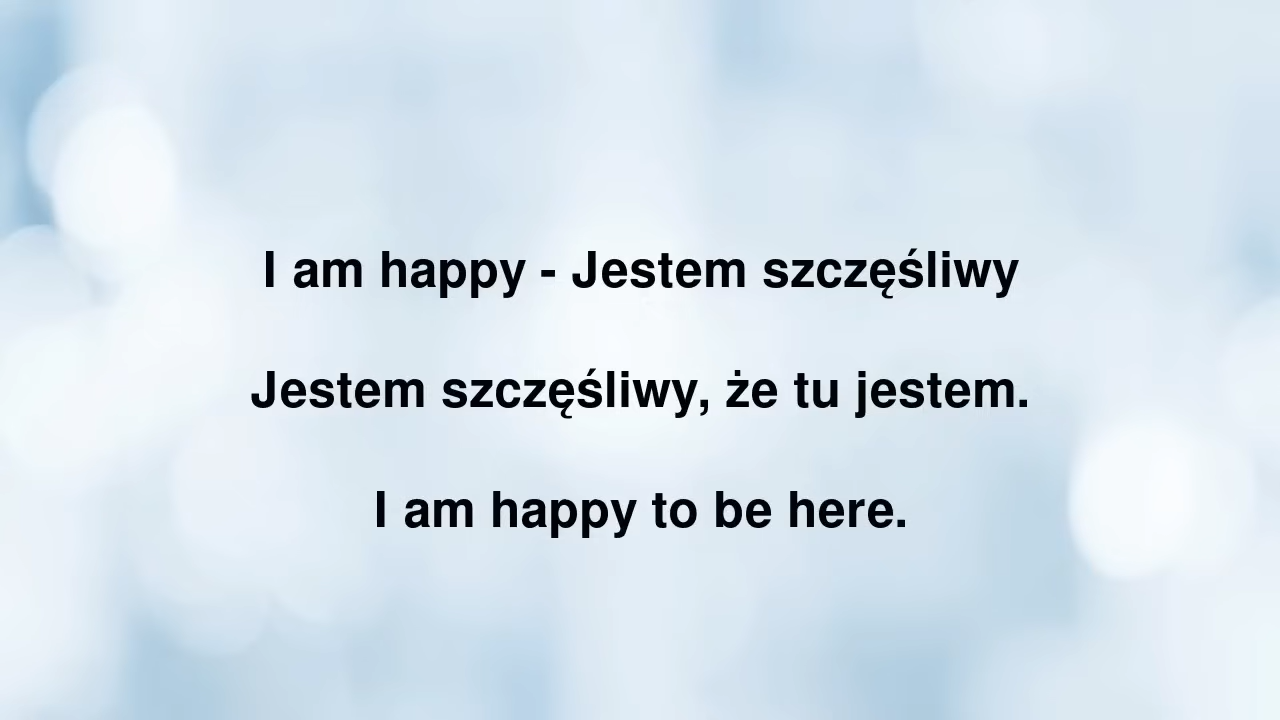 I am happy - Jestem szczęśliwy
Jestem szczęśliwy, że tu jestem.
I am happy to be here.